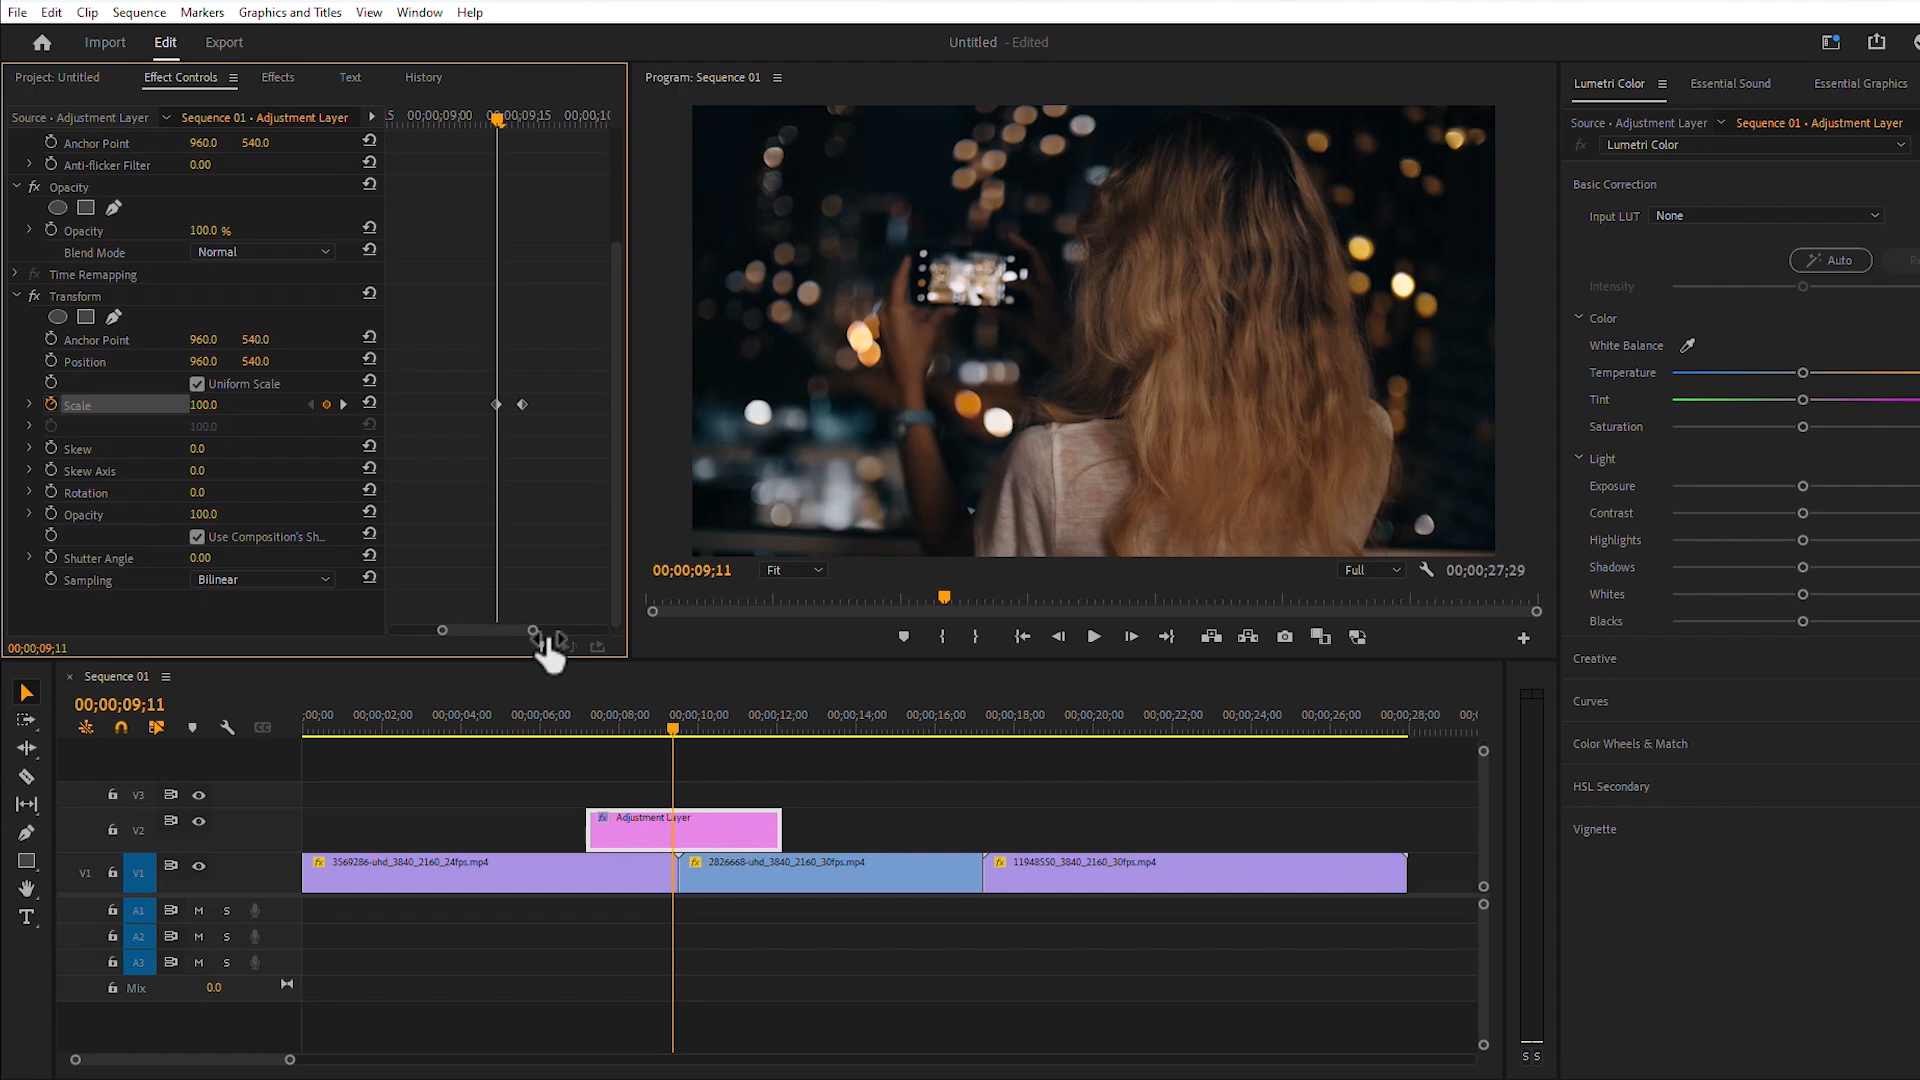 File Edit Clip Sequence Markers Graphics and Titles View Window Help
Import Edit Export
Untitled - Edited
Project: Untitled Effect Controls Effects Text History
Source • Adjustment Layer Sequence 01 • Adjustment Layer
00;00;09;00 00;00;09;15
Anchor Point 960.0 540.0
Anti-flicker Filter 0.00
fx Opacity
Opacity 100.0 %
Blend Mode Normal
fx Time Remapping
fx Transform
Anchor Point 960.0 540.0
Position 960.0 540.0
Uniform Scale
Scale 100.0
100.0
Skew 0.0
Skew Axis 0.0
Rotation 0.0
Opacity 100.0
Use Composition's Sh...
Shutter Angle 0.00
Sampling Bilinear
00;00;09;11
Program: Sequence 01
00;00;09;11 Fit Full 00;00;27;29
Lumetri Color Essential Sound Essential Graphics
Source • Adjustment Layer Sequence 01 • Adjustment Layer
fx Lumetri Color
Basic Correction
Input LUT None
Auto
Intensity
Color
White Balance
Temperature
Tint
Saturation
Light
Exposure
Contrast
Highlights
Shadows
Whites
Blacks
Creative
Curves
Color Wheels & Match
HSL Secondary
Vignette
× Sequence 01
00;00;09;11
;00;00 00;00;02;00 00;00;04;00 00;00;06;00 00;00;08;00 00;00;10;00 00;00;12;00 00;00;14;00 00;00;16;00 00;00;18;00 00;00;20;00 00;00;22;00 00;00;24;00 00;00;26;00 00;00;28;00
V3
V2 fx Adjustment Layer
V1 V1 fx 3569286-uhd_3840_2160_24fps.mp4 fx 2826668-uhd_3840_2160_30fps.mp4 fx 11948550_3840_2160_30fps.mp4
A1 M S
A2 M S
A3 M S
Mix 0.0
S S